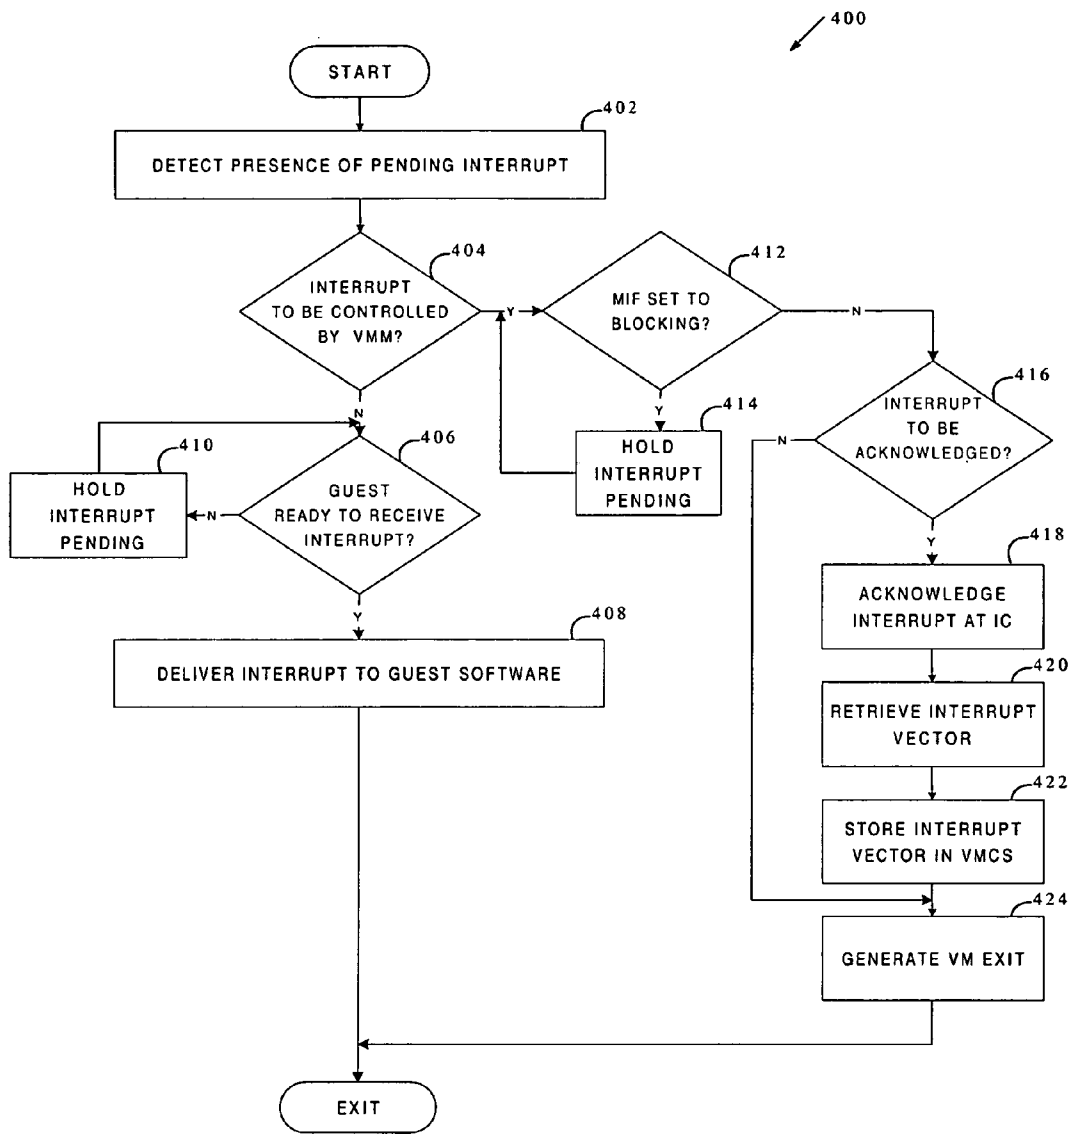 400
START
402
DETECT PRESENCE OF PENDING INTERRUPT
404
INTERRUPT
TO BE CONTROLLED
BY VMM?
Y
412
MIF SET TO
BLOCKING?
N
N
Y
414
HOLD
INTERRUPT
PENDING
416
INTERRUPT
TO BE
ACKNOWLEDGED?
N
Y
410
HOLD
INTERRUPT
PENDING
406
GUEST
READY TO RECEIVE
INTERRUPT?
N
Y
408
DELIVER INTERRUPT TO GUEST SOFTWARE
418
ACKNOWLEDGE
INTERRUPT AT IC
420
RETRIEVE INTERRUPT
VECTOR
422
STORE INTERRUPT
VECTOR IN VMCS
424
GENERATE VM EXIT
EXIT